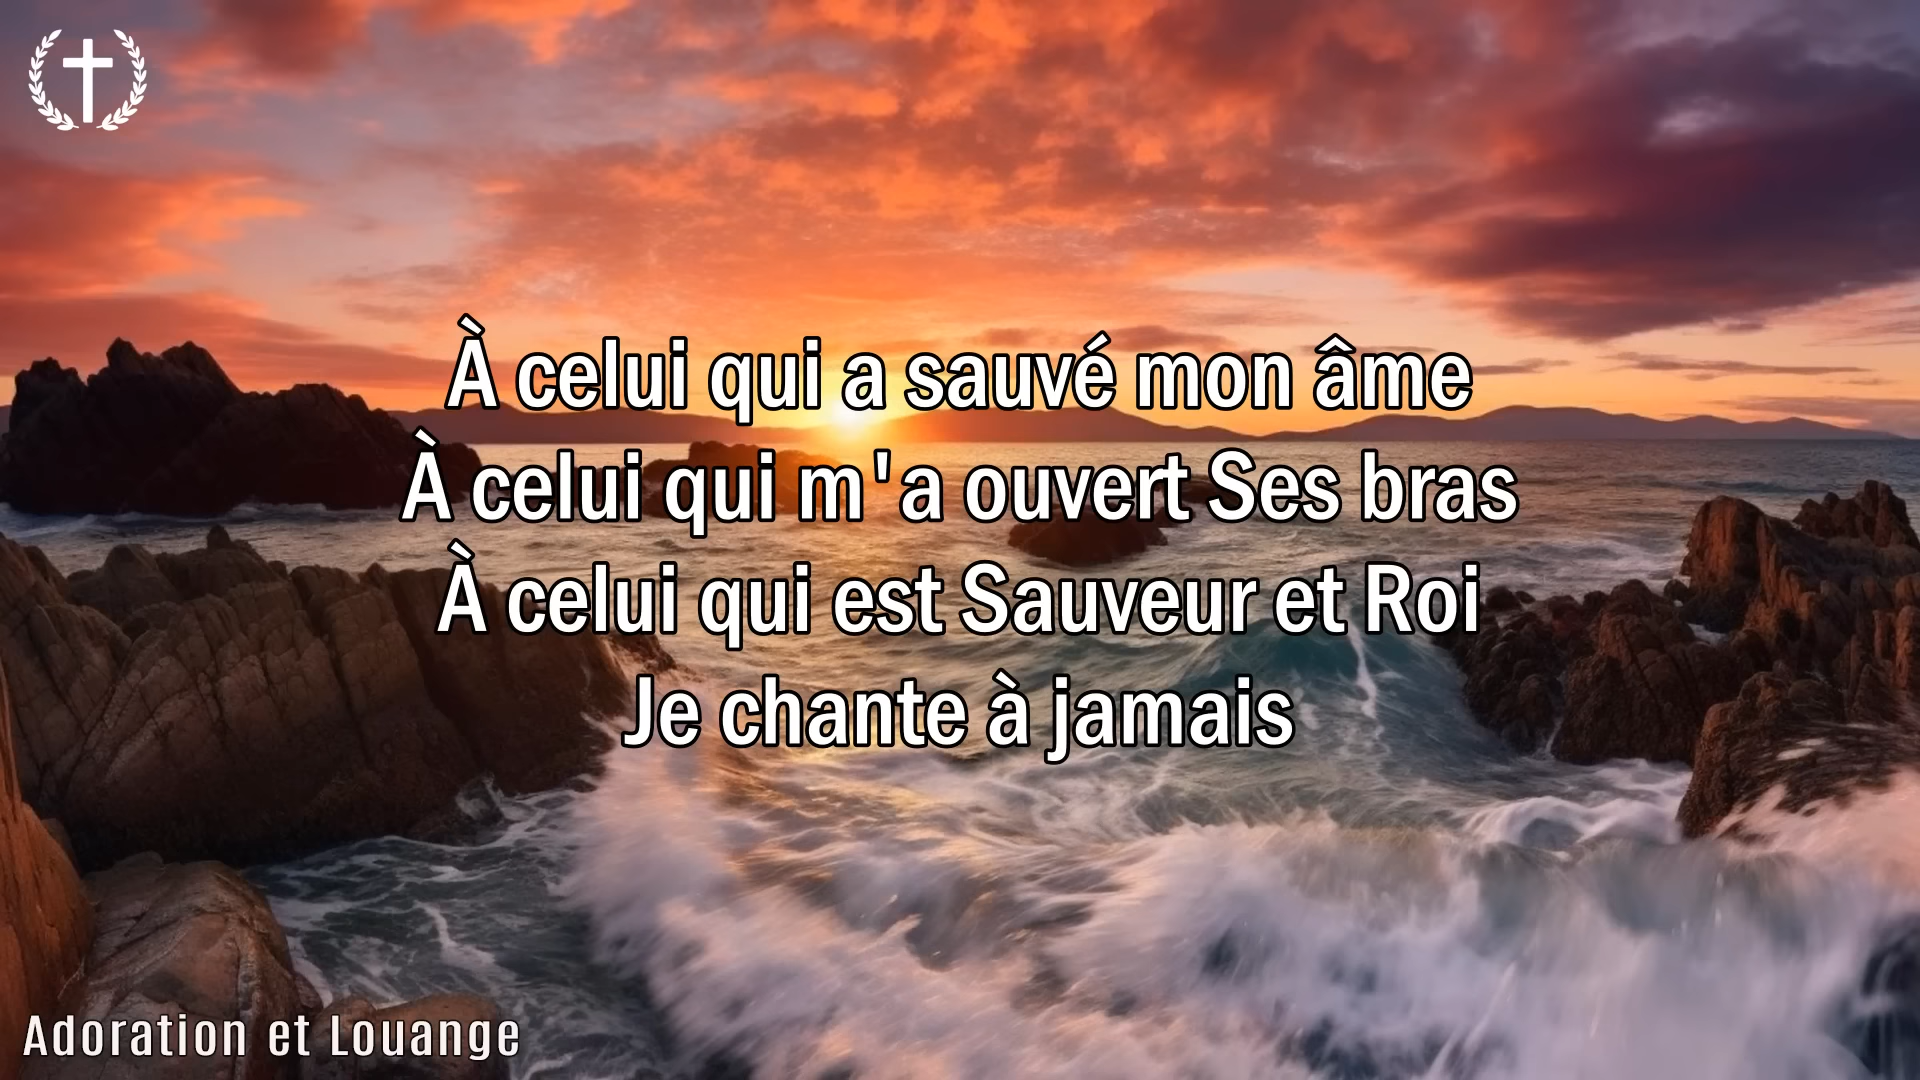 À celui qui a sauvé mon âme
À celui qui m'a ouvert Ses bras
À celui qui est Sauveur et Roi
Je chante à jamais
Adoration et Louange